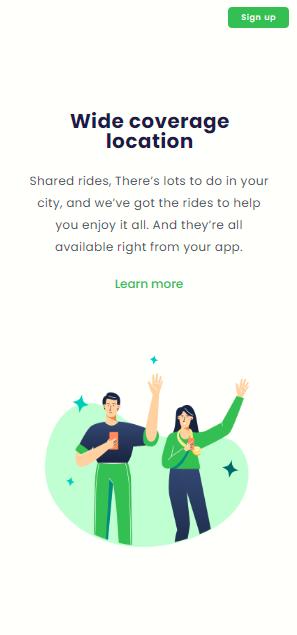 Sign up
Wide coverage
location
Shared rides, There’s lots to do in your
city, and we’ve got the rides to help
you enjoy it all. And they’re all
available right from your app.
Learn more